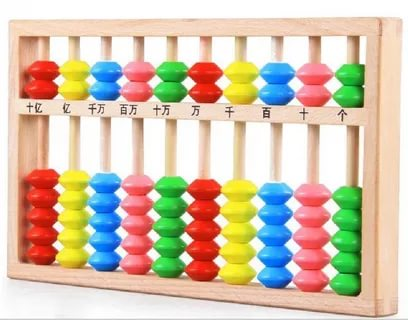 十亿 亿 千万 百万 十万 万 千 百 十 个